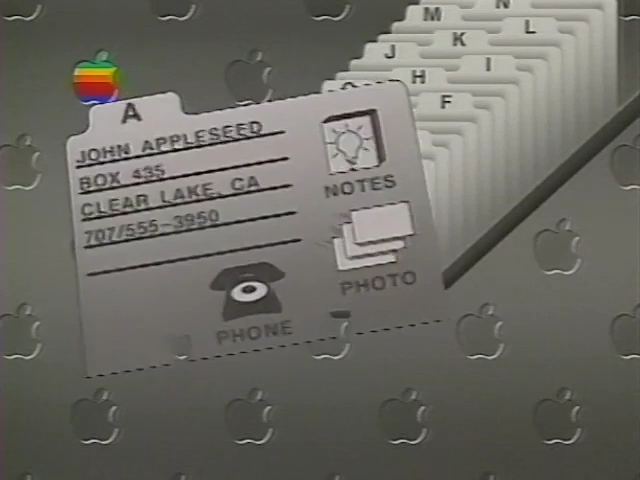 N
M
L
K
J
I
H
F
A
JOHN APPLESEED
BOX 435
CLEAR LAKE, CA
707/555-3950
NOTES
PHOTO
PHONE